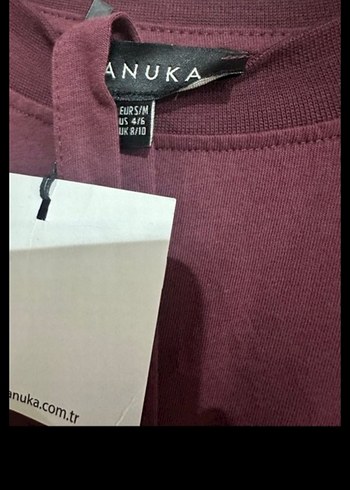 ANUKA
EUR S/M
US 4/6
UK 8/10
anuka.com.tr